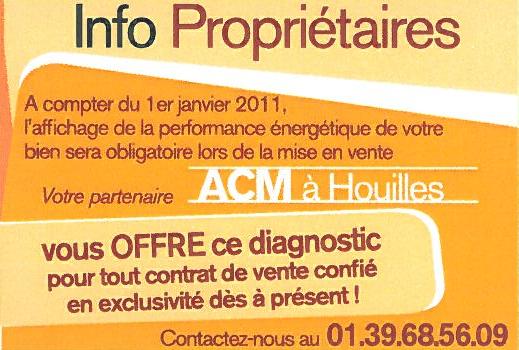 Info Propriétaires
A compter du 1er janvier 2011,
l'affichage de la performance énergétique de votre
bien sera obligatoire lors de la mise en vente
Votre partenaire ACM à Houilles
vous OFFRE ce diagnostic
pour tout contrat de vente confié
en exclusivité dès à présent !
Contactez-nous au 01.39.68.56.09